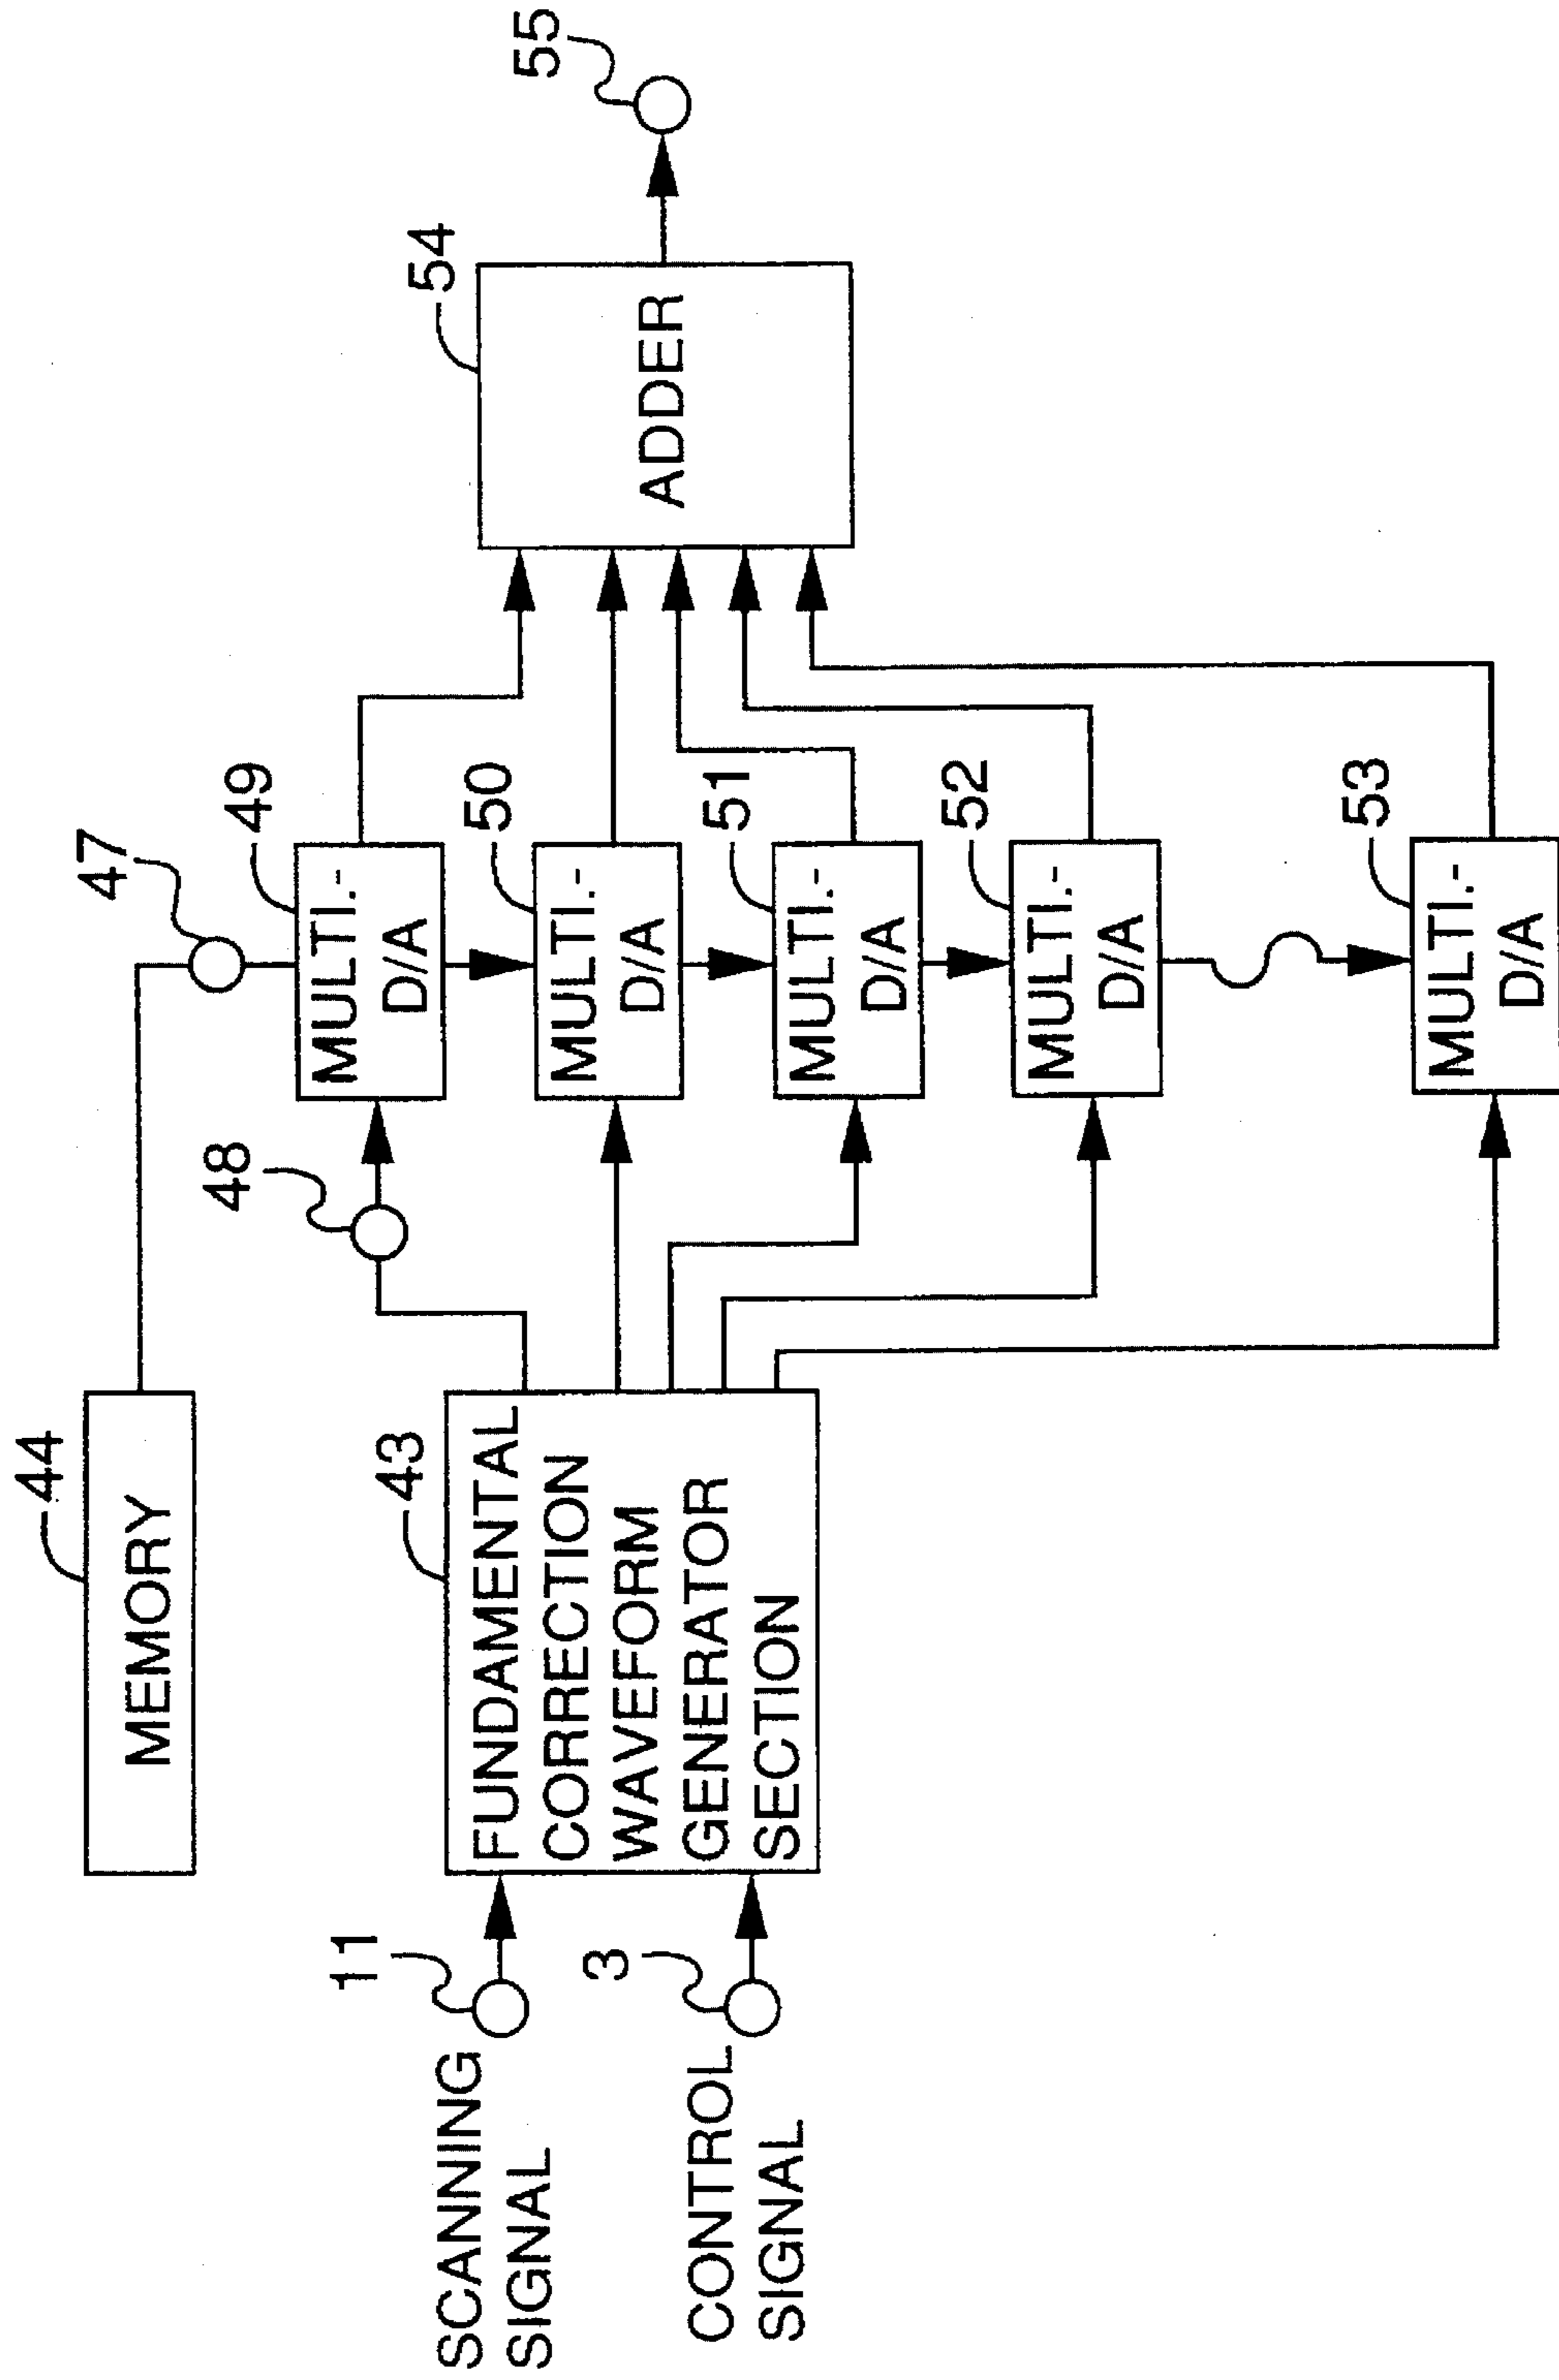 44
MEMORY
47
48
49
MULTI.-
D/A
50
MULTI.-
D/A
51
MULTI.-
D/A
52
MULTI.-
D/A
53
MULTI.-
D/A
11
SCANNING
SIGNAL
3
CONTROL
SIGNAL
43
FUNDAMENTAL
CORRECTION
WAVEFORM
GENERATOR
SECTION
54
ADDER
55